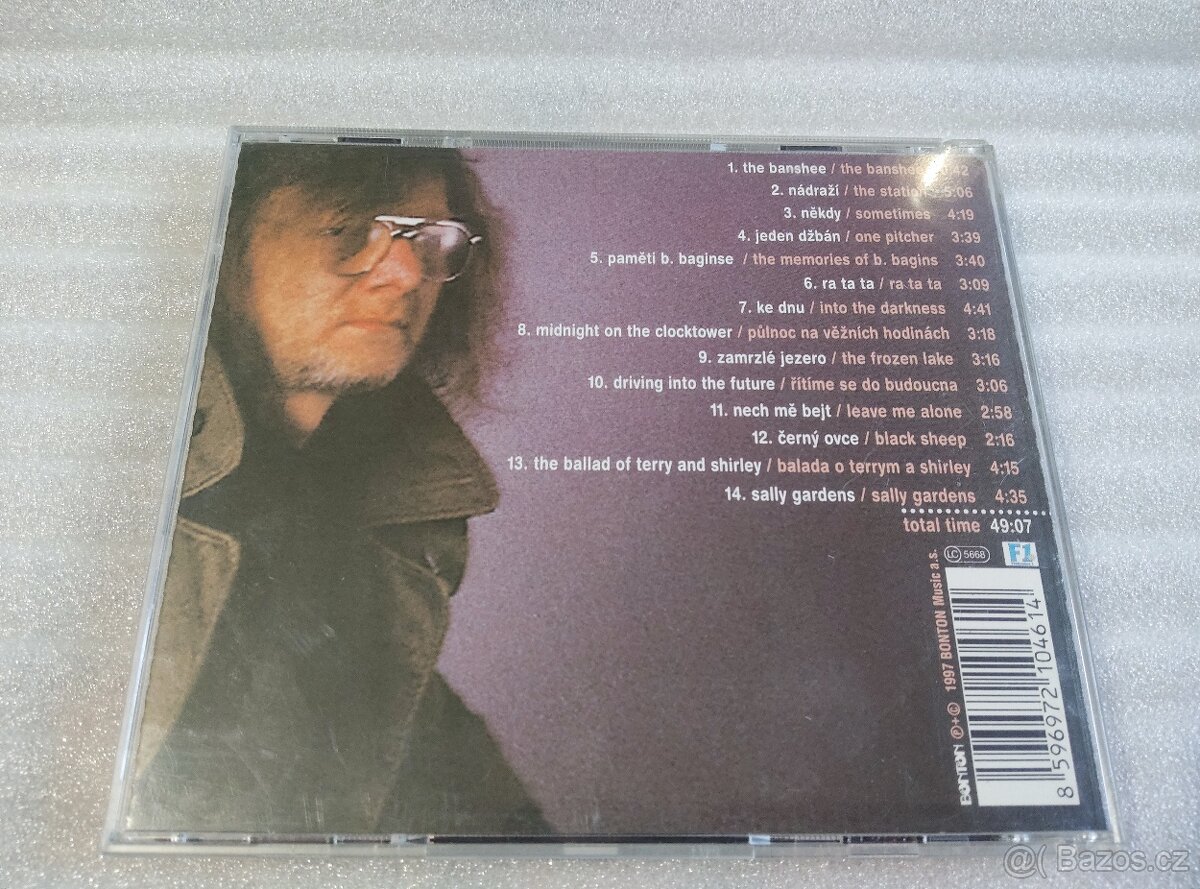 1. the banshee / the banshee :42
2. nádraží / the station 5:06
3. někdy / sometimes 4:19
4. jeden džbán / one pitcher 3:39
5. paměti b. baginse / the memories of b. bagins 3:40
6. ra ta ta / ra ta ta 3:09
7. ke dnu / into the darkness 4:41
8. midnight on the clocktower / půlnoc na věžních hodinách 3:18
9. zamrzlé jezero / the frozen lake 3:16
10. driving into the future / řítíme se do budoucna 3:06
11. nech mě bejt / leave me alone 2:58
12. černý ovce / black sheep 2:16
13. the ballad of terry and shirley / balada o terrym a shirley 4:15
14. sally gardens / sally gardens 4:35
total time 49:07
LC 5668
F1
BONTON Ⓟ+© 1997 BONTON Music a.s.
8 596972 104614
@( Bazos.cz